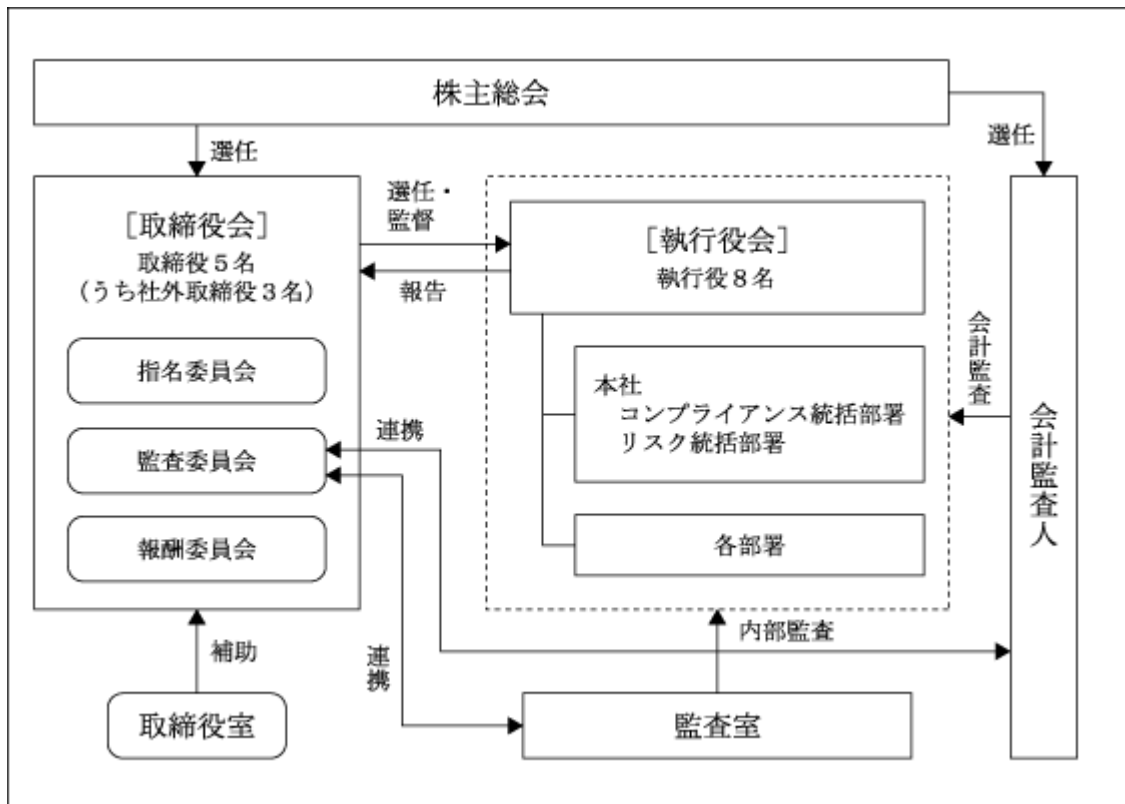 株主総会
選任
選任
［取締役会］
取締役５名
（うち社外取締役３名）
指名委員会
監査委員会
報酬委員会
選任・
監督
報告
［執行役会］
執行役８名
本社
コンプライアンス統括部署
リスク統括部署
各部署
会計監査
会計監査人
連携
連携
内部監査
補助
取締役室
監査室